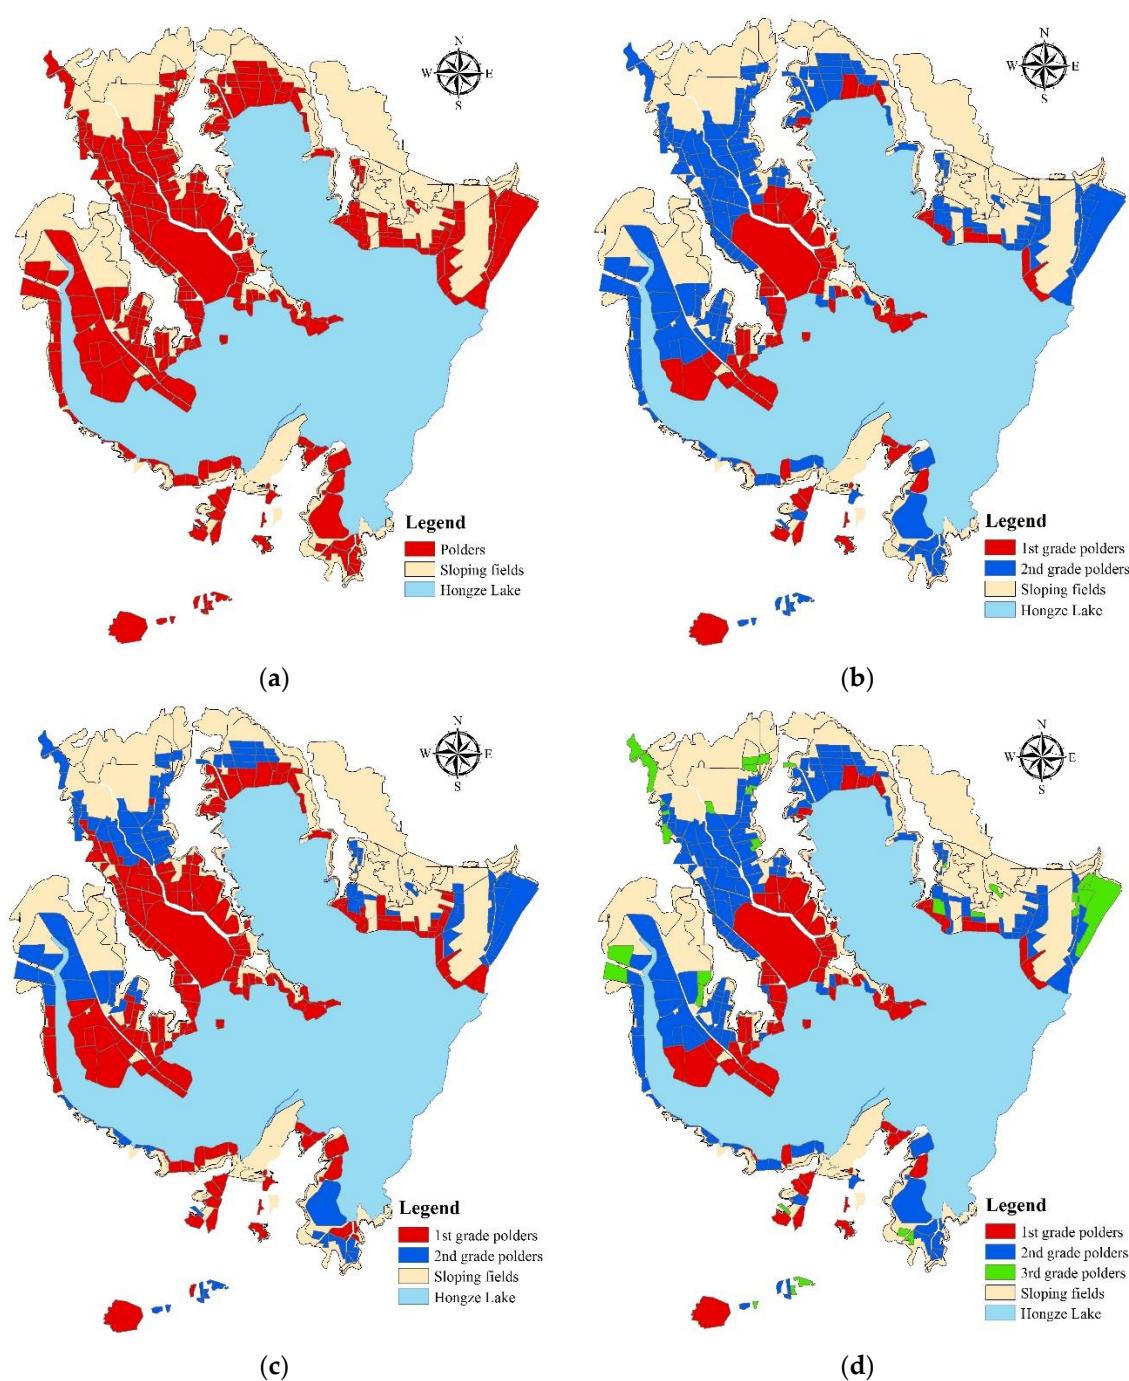 N
W E
S
Legend
Polders
Sloping fields
Hongze Lake
(a)
N
W E
S
Legend
1st grade polders
2nd grade polders
Sloping fields
Hongze Lake
(b)
N
W E
S
Legend
1st grade polders
2nd grade polders
Sloping fields
Hongze Lake
(c)
N
W E
S
Legend
1st grade polders
2nd grade polders
3rd grade polders
Sloping fields
Hongze Lake
(d)